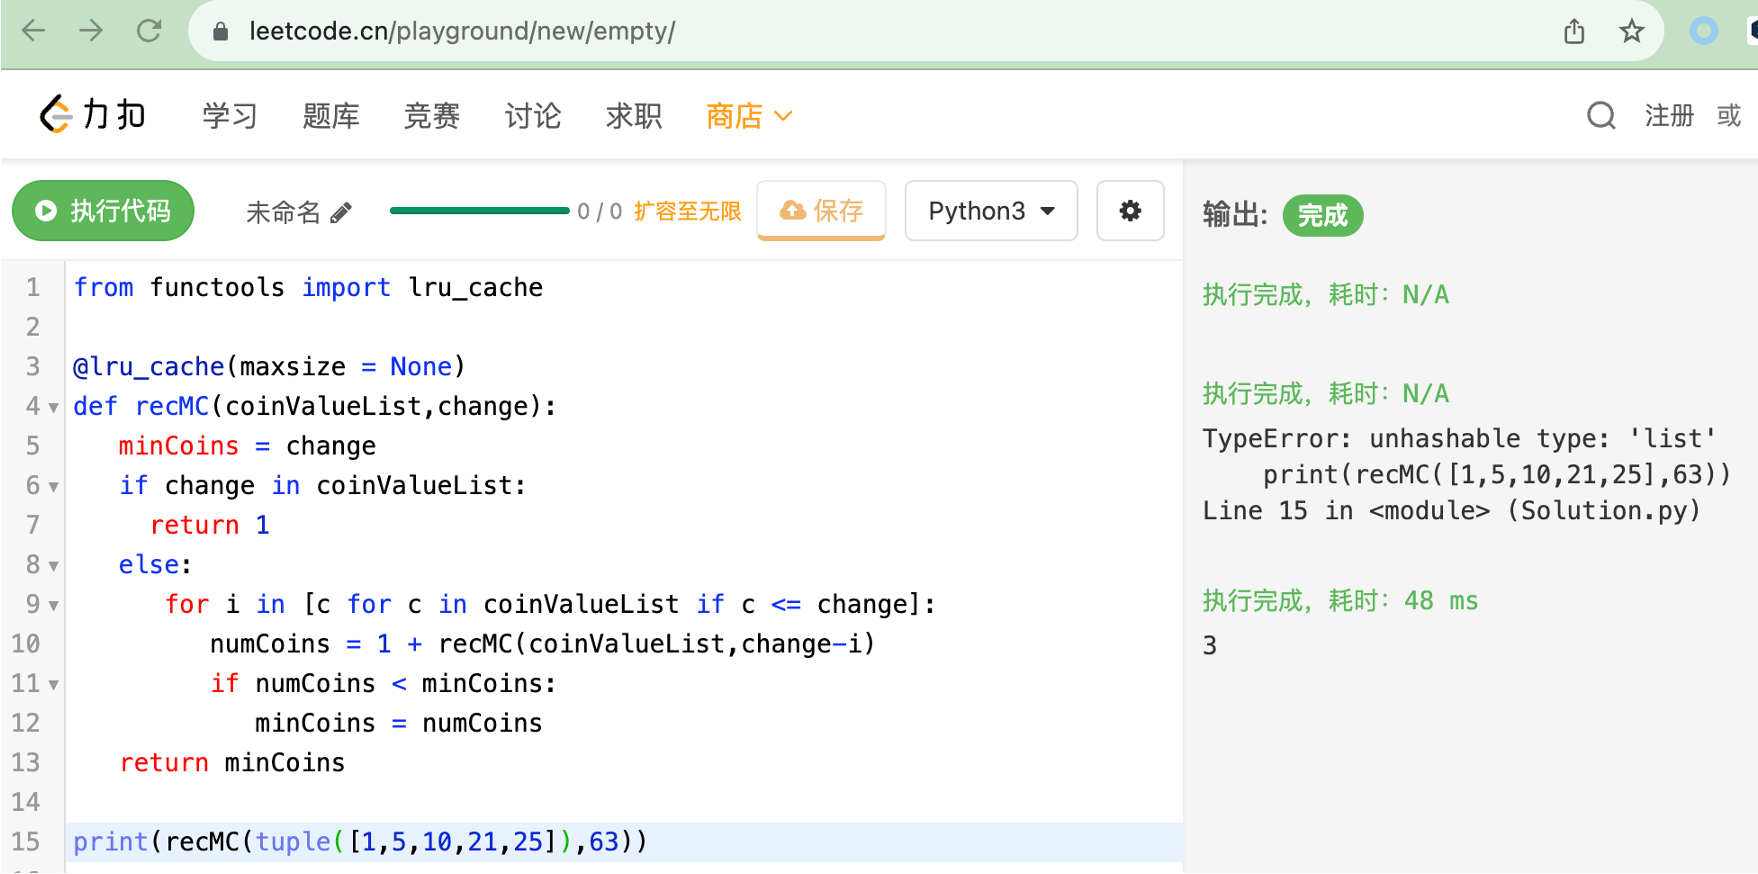 leetcode.cn/playground/new/empty/
力扣 学习 题库 竞赛 讨论 求职 商店 注册 或
执行代码 未命名 0 / 0 扩容至无限 保存 Python3
1 from functools import lru_cache
2
3 @lru_cache(maxsize = None)
4 def recMC(coinValueList,change):
5 minCoins = change
6 if change in coinValueList:
7 return 1
8 else:
9 for i in [c for c in coinValueList if c <= change]:
10 numCoins = 1 + recMC(coinValueList,change-i)
11 if numCoins < minCoins:
12 minCoins = numCoins
13 return minCoins
14
15 print(recMC(tuple([1,5,10,21,25]),63))
输出: 完成
执行完成，耗时：N/A
执行完成，耗时：N/A
TypeError: unhashable type: 'list'
print(recMC([1,5,10,21,25],63))
Line 15 in <module> (Solution.py)
执行完成，耗时：48 ms
3